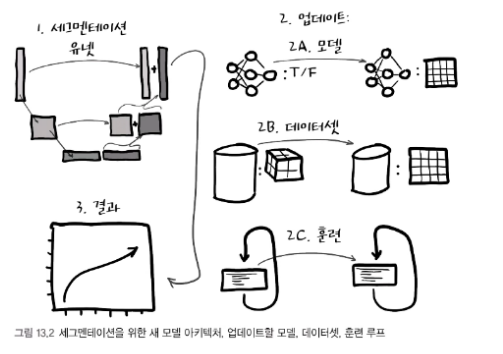 1. 세그멘테이션
유넷
2. 업데이트:
2A. 모델
: T/F
:
2B. 데이터셋
:
:
3. 결과
2C. 훈련
그림 13.2 세그멘테이션을 위한 새 모델 아키텍처, 업데이트할 모델, 데이터셋, 훈련 루프